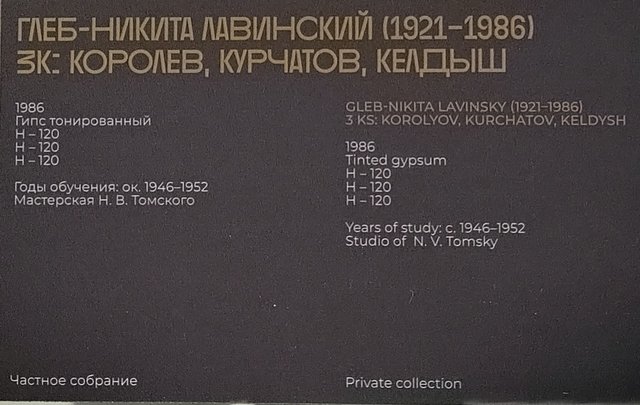 ГЛЕБ-НИКИТА ЛАВИНСКИЙ (1921–1986)
3К: КОРОЛЕВ, КУРЧАТОВ, КЕЛДЫШ
1986
Гипс тонированный
Н – 120
Н – 120
Н – 120
Годы обучения: ок. 1946–1952
Мастерская Н. В. Томского
Частное собрание
GLEB-NIKITA LAVINSKY (1921–1986)
3 KS: KOROLYOV, KURCHATOV, KELDYSH
1986
Tinted gypsum
H – 120
H – 120
H – 120
Years of study: c. 1946–1952
Studio of N. V. Tomsky
Private collection